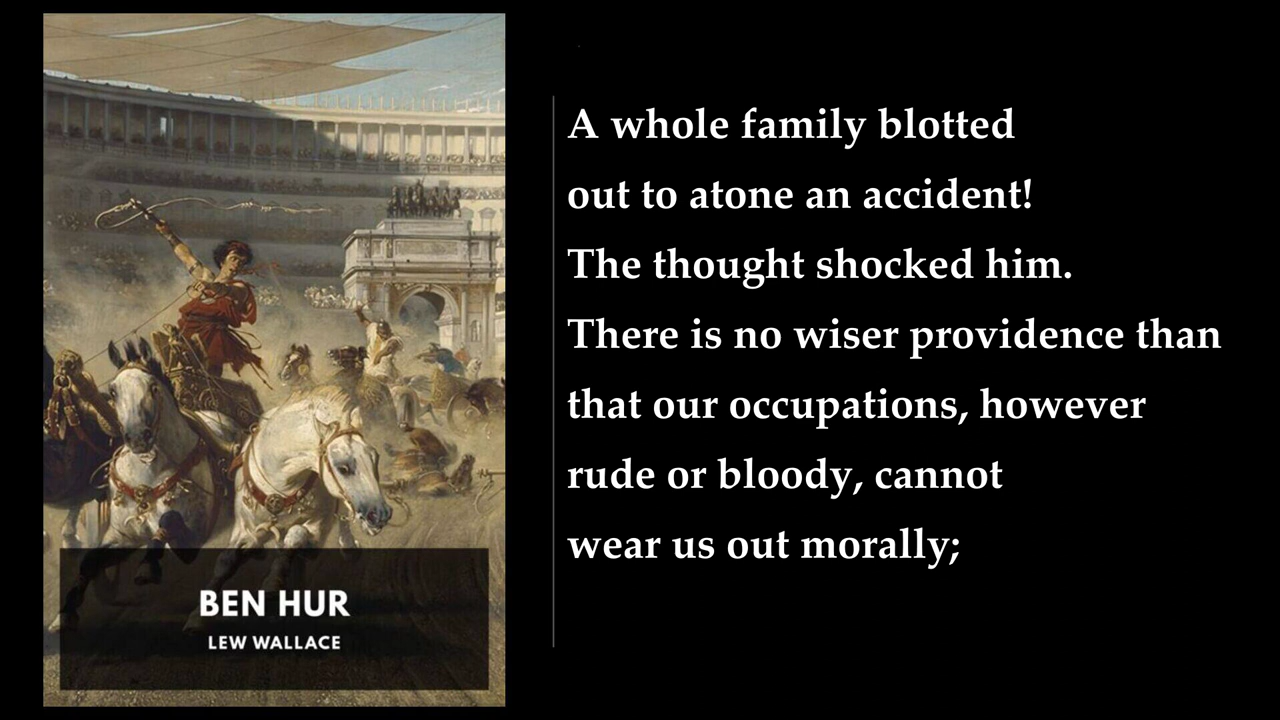 BEN HUR
LEW WALLACE
A whole family blotted
out to atone an accident!
The thought shocked him.
There is no wiser providence than
that our occupations, however
rude or bloody, cannot
wear us out morally;